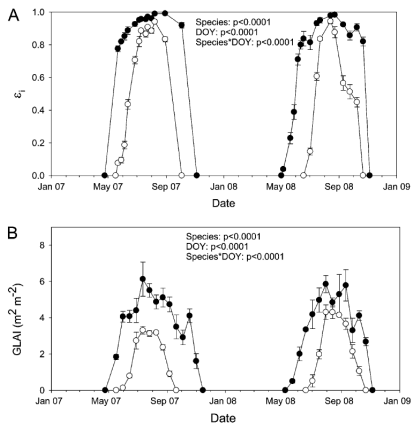 A
Species: p<0.0001
DOY: p<0.0001
Species*DOY: p<0.0001
1.0
0.8
0.6
0.4
0.2
0.0
εi
Jan 07 May 07 Sep 07 Jan 08 May 08 Sep 08 Jan 09
Date
B
Species: p<0.0001
DOY: p<0.0001
Species*DOY: p<0.0001
8
6
4
2
0
GLAI (m² m-²)
Jan 07 May 07 Sep 07 Jan 08 May 08 Sep 08 Jan 09
Date